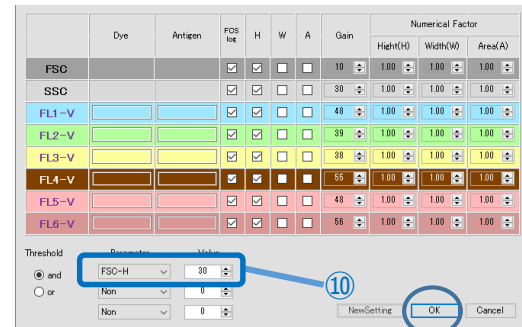 Dye Antigen FCS log H W A Gain Numerical Factor
Hight(H) Width(W) Area(A)
FSC 10 1.00 1.00 1.00
SSC 30 1.00 1.00 1.00
FL1-V 48 1.00 1.00 1.00
FL2-V 39 1.00 1.00 1.00
FL3-V 38 1.00 1.00 1.00
FL4-V 55 1.00 1.00 1.00
FL5-V 48 1.00 1.00 1.00
FL6-V 56 1.00 1.00 1.00
Threshold Parameter Value
and FSC-H 30
or Non 0
Non 0
⑩
NewSetting OK Cancel